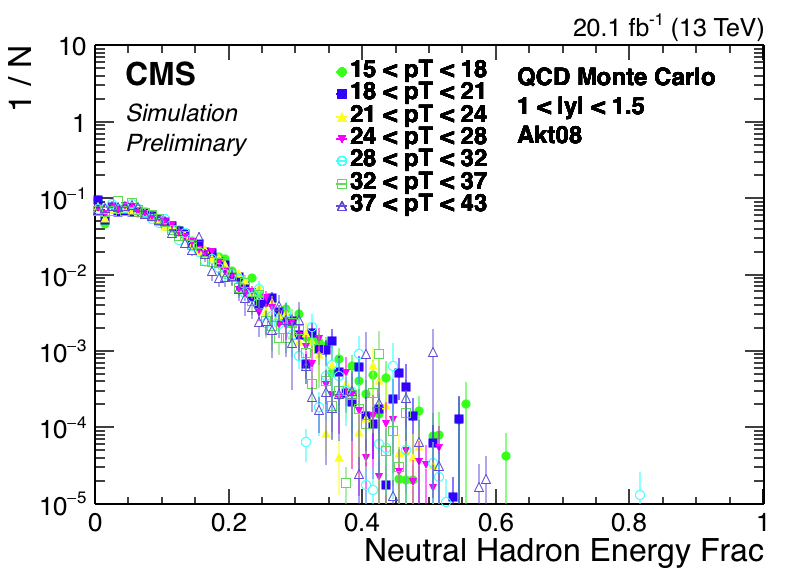 20.1 fb⁻¹ (13 TeV)
1 / N
CMS
Simulation
Preliminary
15 < pT < 18
18 < pT < 21
21 < pT < 24
24 < pT < 28
28 < pT < 32
32 < pT < 37
37 < pT < 43
QCD Monte Carlo
1 < lyl < 1.5
Akt08
10
1
10⁻¹
10⁻²
10⁻³
10⁻⁴
10⁻⁵
0 0.2 0.4 0.6 0.8 1
Neutral Hadron Energy Frac